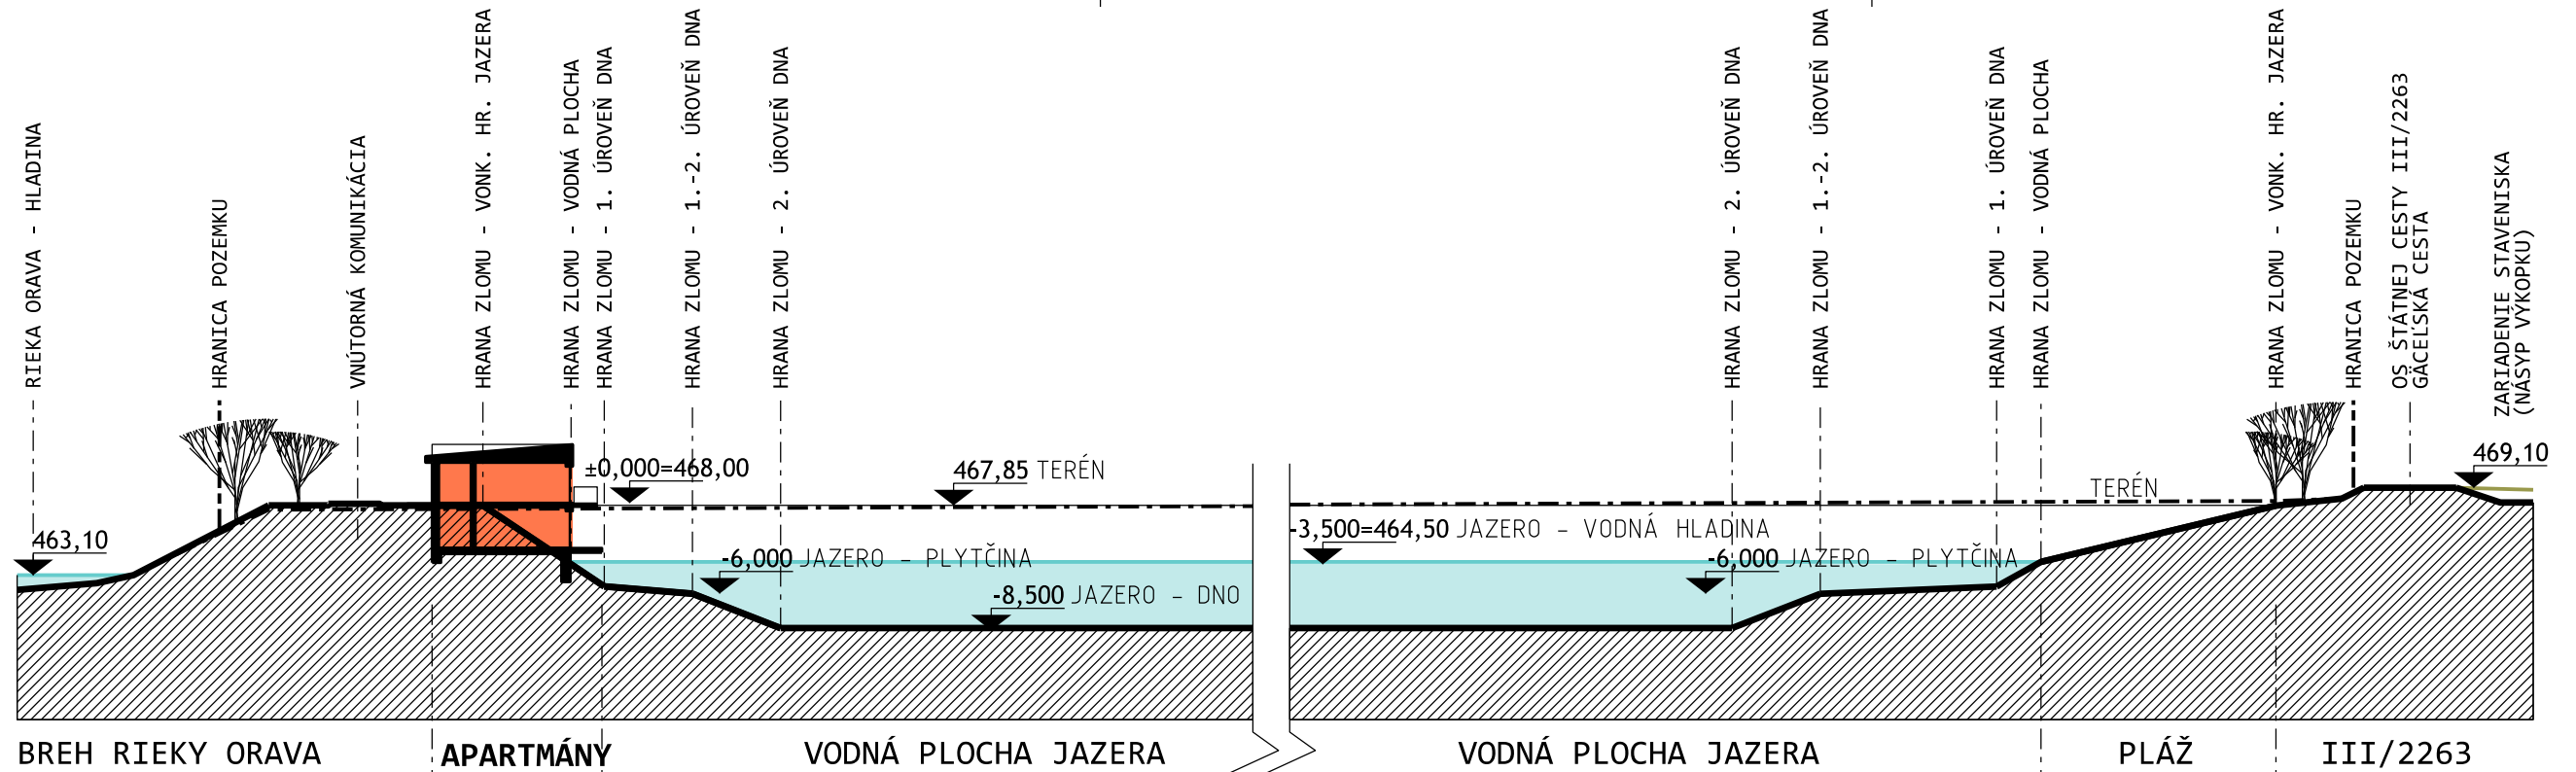 RIEKA ORAVA - HLADINA
HRANICA POZEMKU
VNÚTORNÁ KOMUNIKÁCIA
HRANA ZLOMU - VONK. HR. JAZERA
HRANA ZLOMU - VODNÁ PLOCHA
HRANA ZLOMU - 1. ÚROVEŇ DNA
HRANA ZLOMU - 1.-2. ÚROVEŇ DNA
HRANA ZLOMU - 2. ÚROVEŇ DNA
HRANA ZLOMU - 2. ÚROVEŇ DNA
HRANA ZLOMU - 1.-2. ÚROVEŇ DNA
HRANA ZLOMU - 1. ÚROVEŇ DNA
HRANA ZLOMU - VODNÁ PLOCHA
HRANA ZLOMU - VONK. HR. JAZERA
HRANICA POZEMKU
OS ŠTÁTNEJ CESTY III/2263
GÄCEĽSKÁ CESTA
ZARIADENIE STAVENISKA
(NÁSYP VÝKOPKU)
463,10
±0,000=468,00
467,85 TERÉN
TERÉN
469,10
-3,500=464,50 JAZERO – VODNÁ HLADINA
-6,000 JAZERO – PLYTČINA
-6,000 JAZERO – PLYTČINA
-8,500 JAZERO – DNO
BREH RIEKY ORAVA
APARTMÁNY
VODNÁ PLOCHA JAZERA
VODNÁ PLOCHA JAZERA
PLÁŽ
III/2263